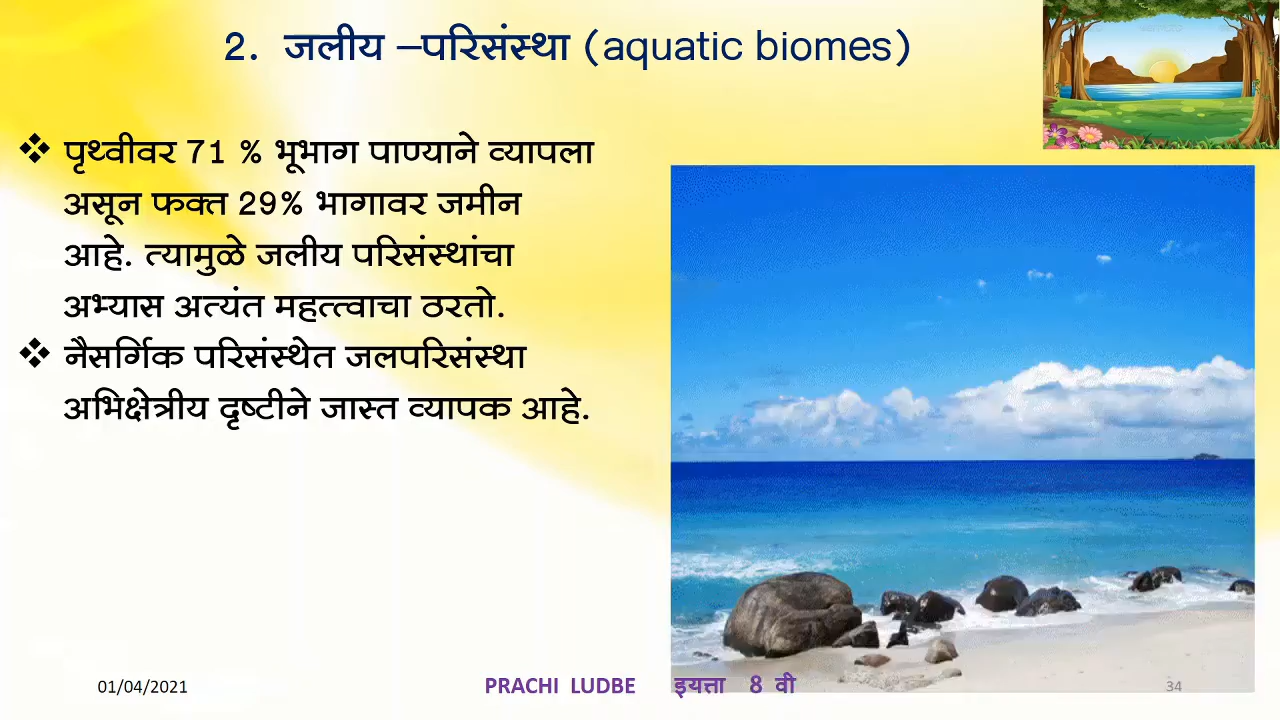 2. जलीय –परिसंस्था (aquatic biomes)
❖ पृथ्वीवर 71 % भूभाग पाण्याने व्यापला
असून फक्त 29% भागावर जमीन
आहे. त्यामुळे जलीय परिसंस्थांचा
अभ्यास अत्यंत महत्त्वाचा ठरतो.
❖ नैसर्गिक परिसंस्थेत जलपरिसंस्था
अभिक्षेत्रीय दृष्टीने जास्त व्यापक आहे.
01/04/2021 PRACHI LUDBE इयत्ता 8 वी 34